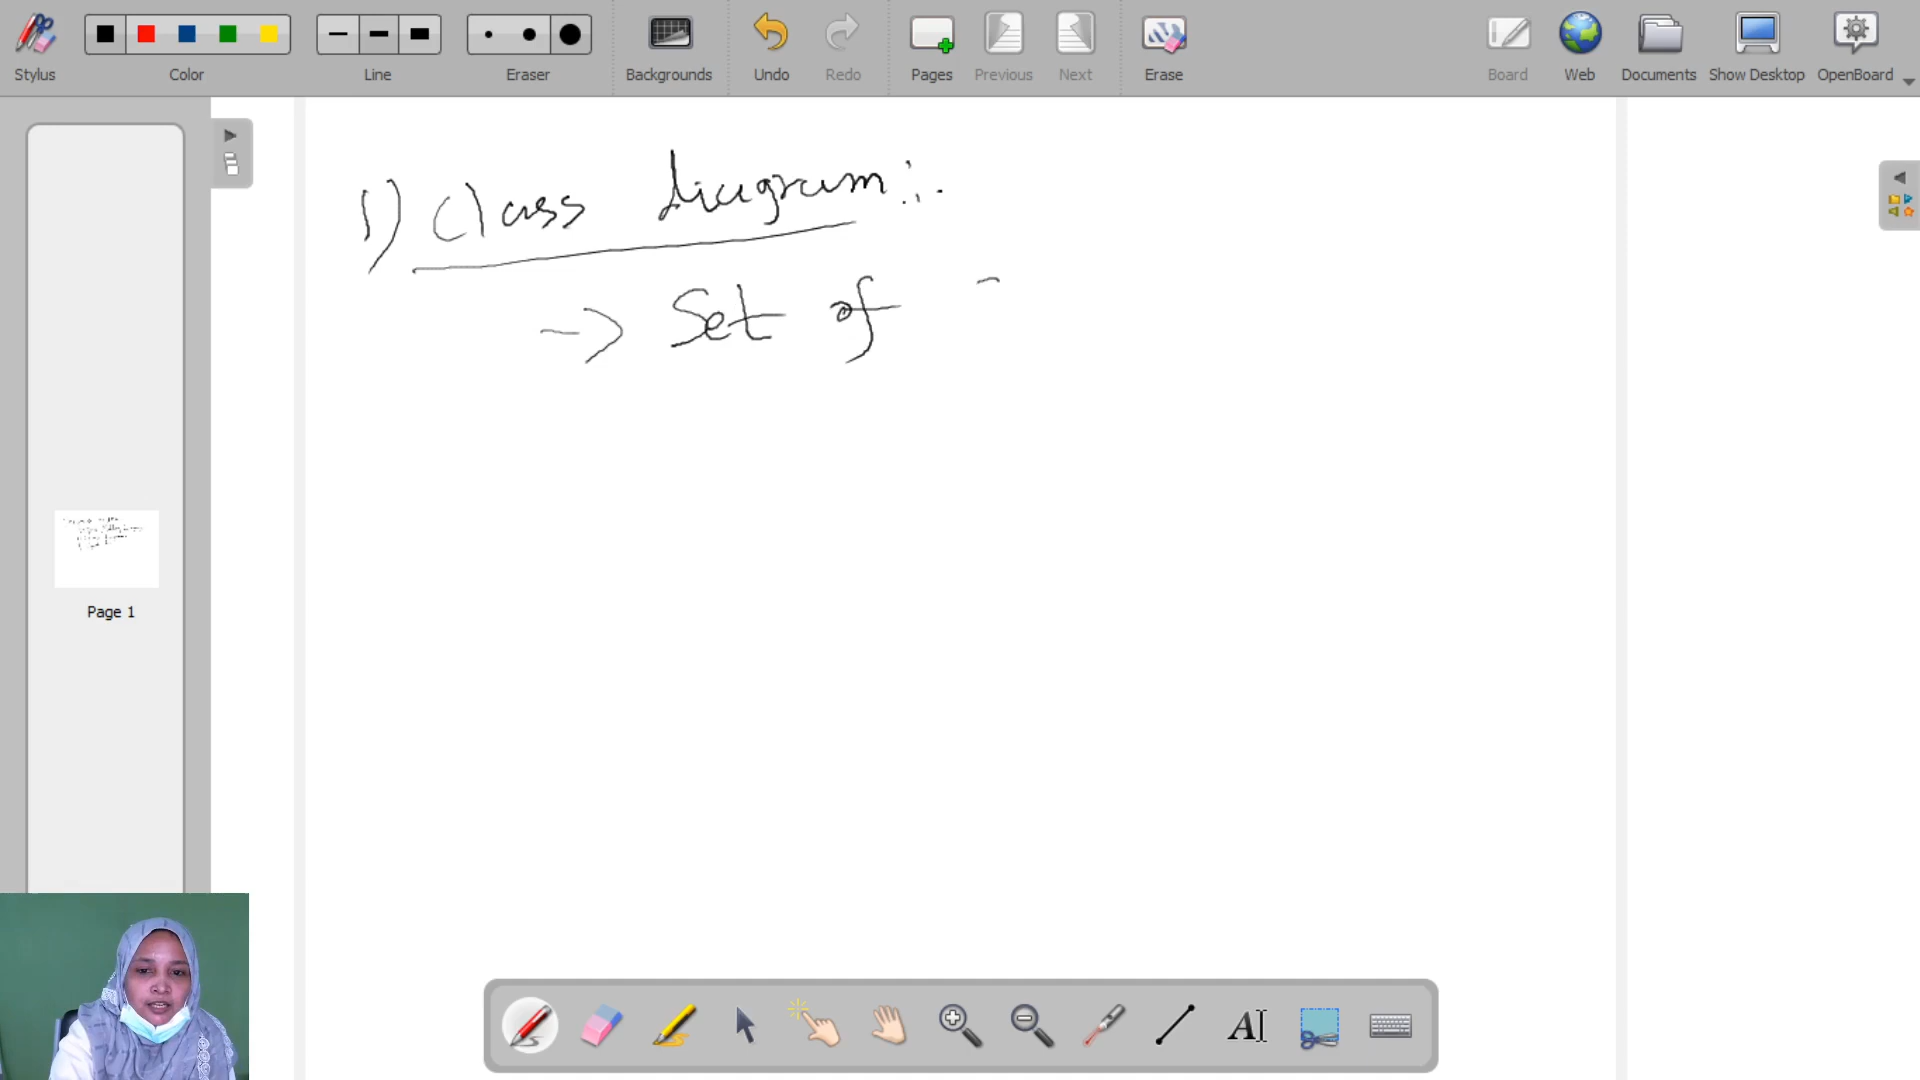 Stylus Color Line Eraser Backgrounds Undo Redo Pages Previous Next Erase Board Web Documents Show Desktop OpenBoard
1) Class diagram :.
-> Set of
Page 1